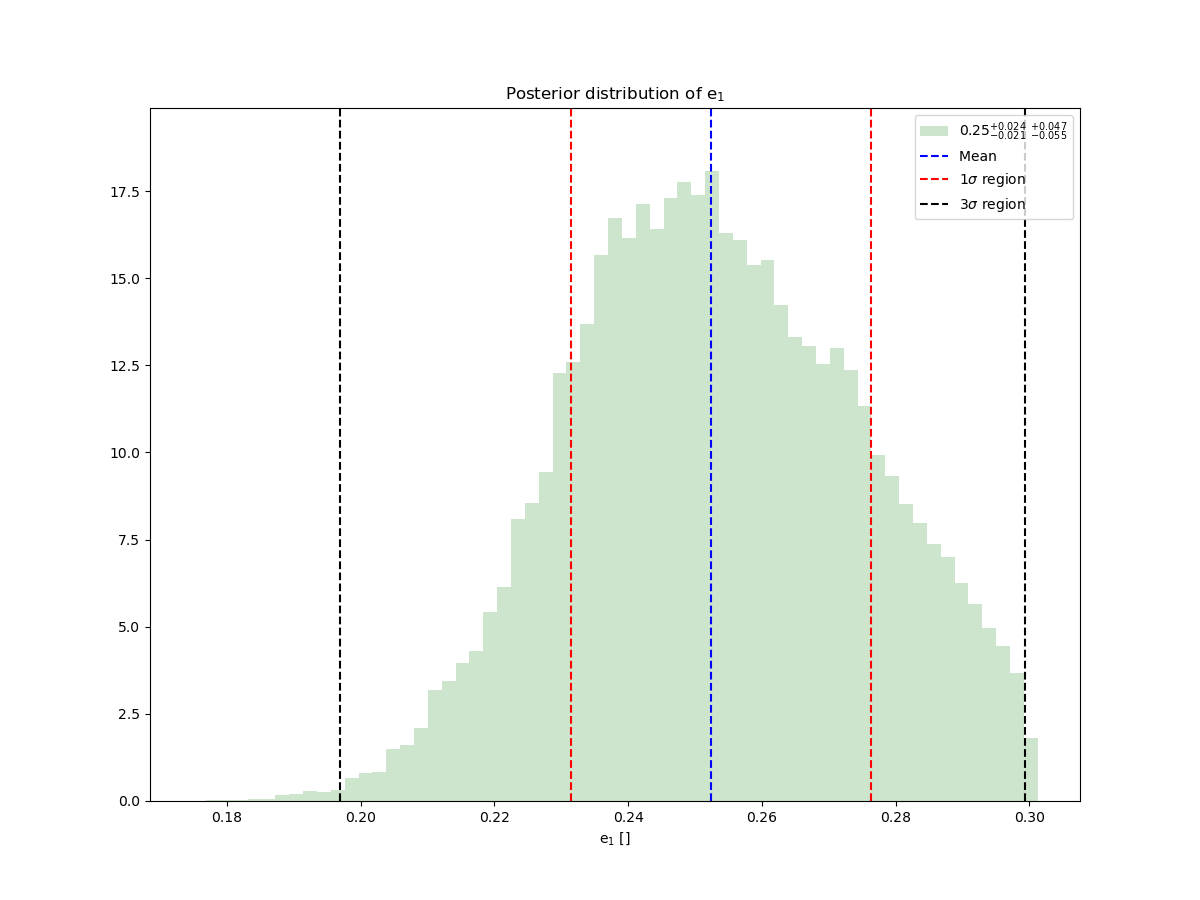 Posterior distribution of e₁
0.25+0.024 +0.047
−0.021 −0.055
Mean
1σ region
3σ region
17.5
15.0
12.5
10.0
7.5
5.0
2.5
0.0
0.18 0.20 0.22 0.24 0.26 0.28 0.30
e₁ []